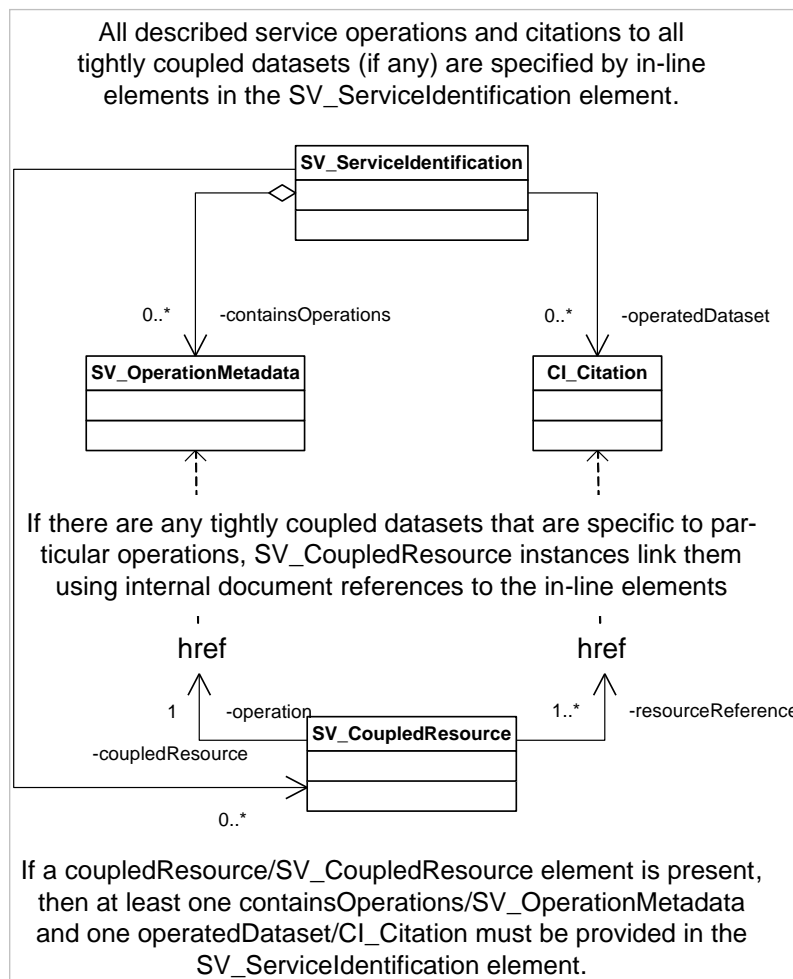 All described service operations and citations to all
tightly coupled datasets (if any) are specified by in-line
elements in the SV_ServiceIdentification element.
SV_ServiceIdentification
0..* -containsOperations 0..* -operatedDataset
SV_OperationMetadata CI_Citation
If there are any tightly coupled datasets that are specific to par-
ticular operations, SV_CoupledResource instances link them
using internal document references to the in-line elements
href href
1 -operation 1..* -resourceReference
SV_CoupledResource
-coupledResource
0..*
If a coupledResource/SV_CoupledResource element is present,
then at least one containsOperations/SV_OperationMetadata
and one operatedDataset/CI_Citation must be provided in the
SV_ServiceIdentification element.